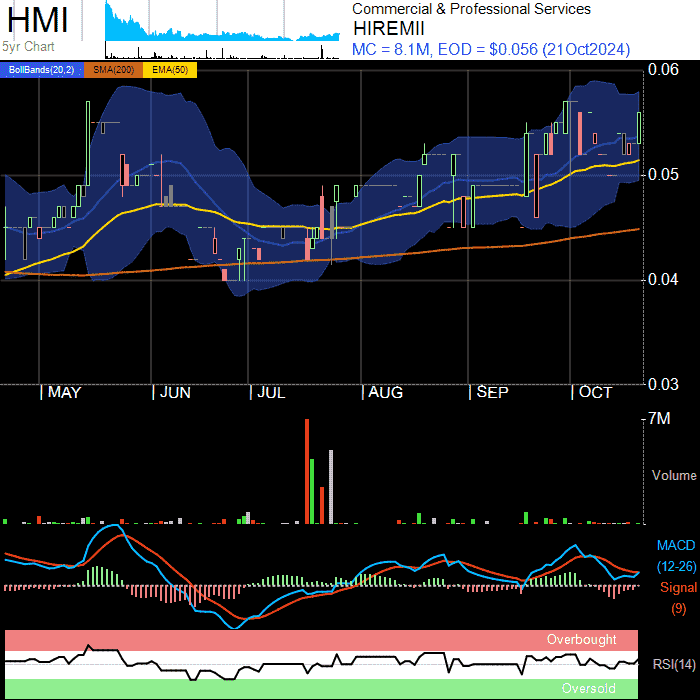 HMI
Commercial & Professional Services
HIREMII
5yr Chart
MC = 8.1M, EOD = $0.056 (21Oct2024)
BollBands(20,2) SMA(200) EMA(50)
0.06
0.05
0.04
0.03
MAY JUN JUL AUG SEP OCT
7M
Volume
MACD
(12-26)
Signal
(9)
Overbought
RSI(14)
Oversold